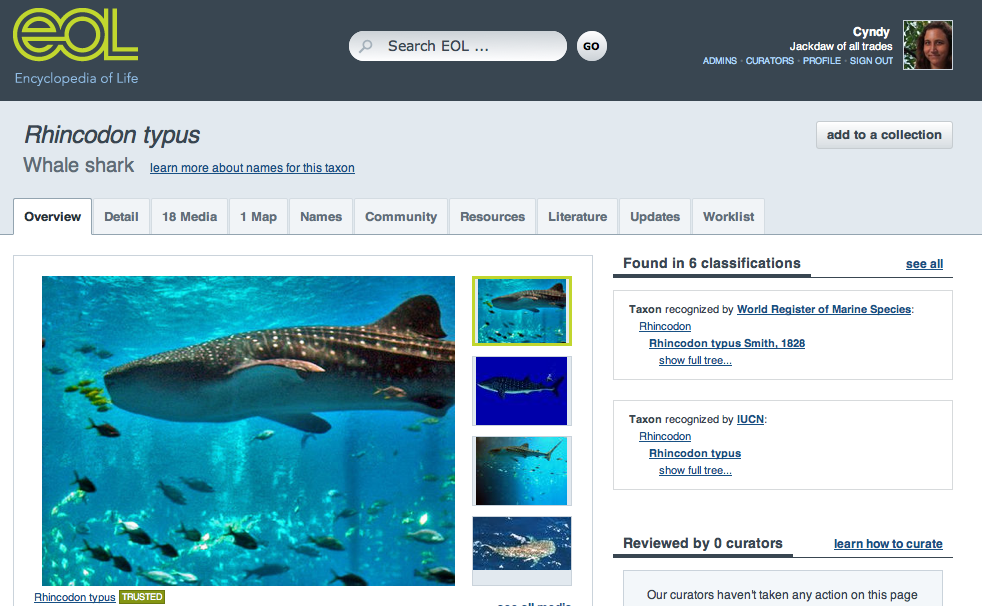 eOL
Encyclopedia of Life
Search EOL ...
GO
Cyndy
Jackdaw of all trades
ADMINS · CURATORS · PROFILE · SIGN OUT
Rhincodon typus
Whale shark learn more about names for this taxon
add to a collection
Overview Detail 18 Media 1 Map Names Community Resources Literature Updates Worklist
Found in 6 classifications see all
Taxon recognized by World Register of Marine Species:
Rhincodon
Rhincodon typus Smith, 1828
show full tree...
Taxon recognized by IUCN:
Rhincodon
Rhincodon typus
show full tree...
Reviewed by 0 curators learn how to curate
Our curators haven't taken any action on this page
Rhincodon typus TRUSTED
see all media